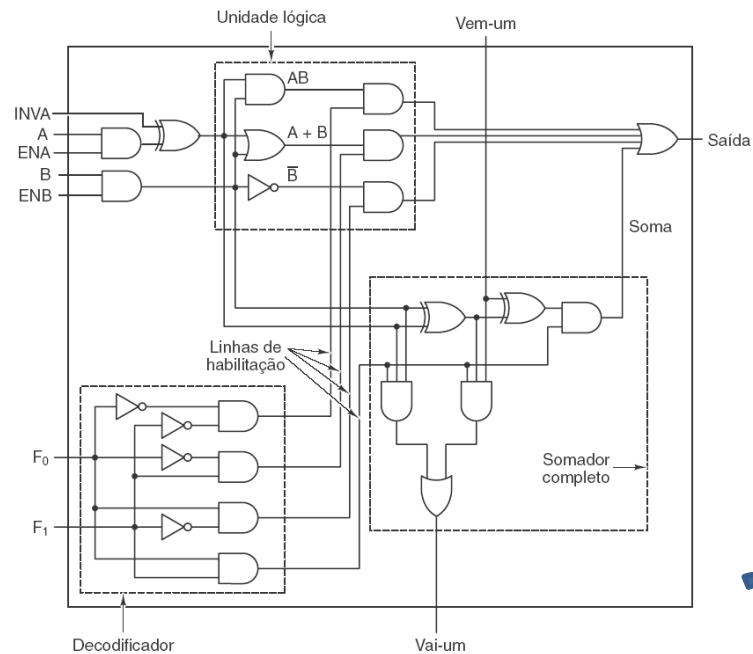 Unidade lógica
Vem-um
AB
INVA
A
A + B
Saída
ENA
B
B̅
ENB
Soma
Linhas de
habilitação
F₀
Somador
completo
F₁
Decodificador
Vai-um